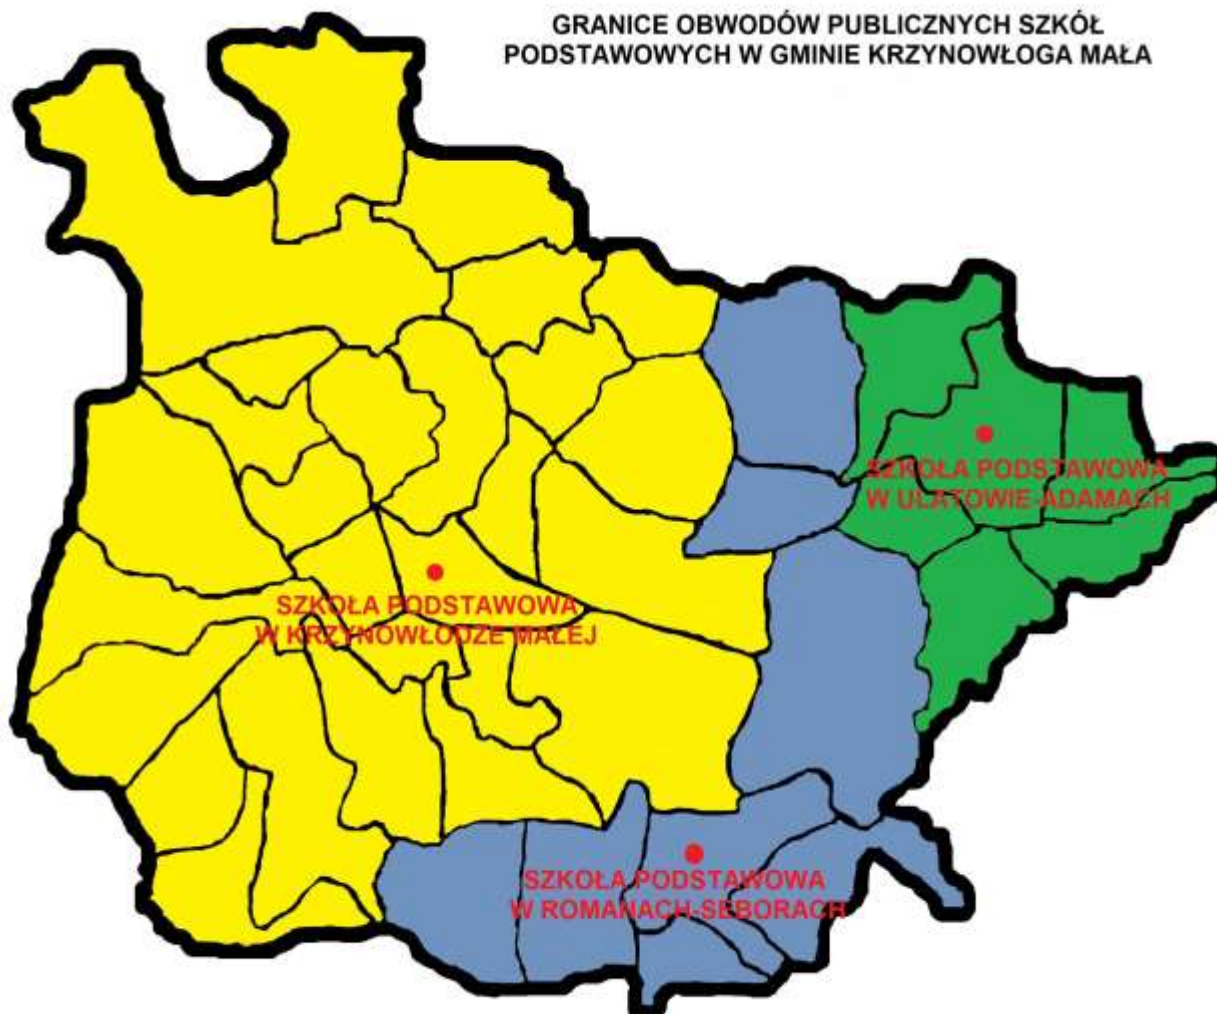 GRANICE OBWODÓW PUBLICZNYCH SZKÓŁ
PODSTAWOWYCH W GMINIE KRZYNOWŁOGA MAŁA
SZKOŁA PODSTAWOWA
W ULATOWIE-ADAMACH
SZKOŁA PODSTAWOWA
W KRZYNOWŁODZE MAŁEJ
SZKOŁA PODSTAWOWA
W ROMANACH-SEBORACH